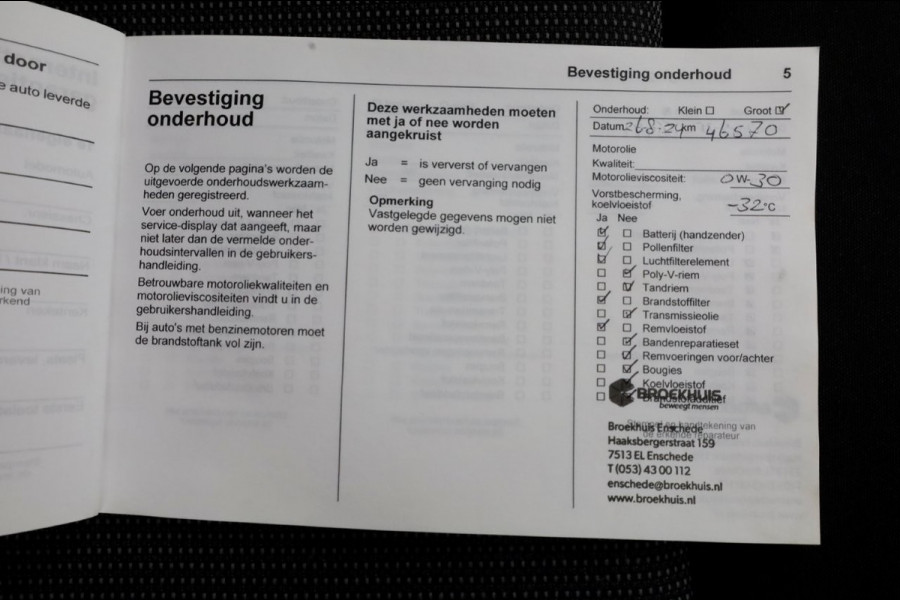 door
e auto leverde
ing van
rkend
Bevestiging onderhoud 5
Bevestiging
onderhoud
Op de volgende pagina's worden de
uitgevoerde onderhoudswerkzaam-
heden geregistreerd.
Voer onderhoud uit, wanneer het
service-display dat aangeeft, maar
niet later dan de vermelde onder-
houdsintervallen in de gebruikers-
handleiding.
Betrouwbare motoroliekwaliteiten en
motorolieviscositeiten vindt u in de
gebruikershandleiding.
Bij auto's met benzinemotoren moet
de brandstoftank vol zijn.
Deze werkzaamheden moeten
met ja of nee worden
aangekruist
Ja = is ververst of vervangen
Nee = geen vervanging nodig
Opmerking
Vastgelegde gegevens mogen niet
worden gewijzigd.
Onderhoud: Klein ☐ Groot ☑
Datum 26-8-24 km 46570
Motorolie
Kwaliteit:
Motorolieviscositeit: 0W-30
Vorstbescherming,
koelvloeistof -32°C
Ja Nee
☑ ☐ Batterij (handzender)
☑ ☐ Pollenfilter
☑ ☐ Luchtfilterelement
☐ ☑ Poly-V-riem
☐ ☑ Tandriem
☑ ☐ Brandstoffilter
☐ ☑ Transmissieolie
☑ ☐ Remvloeistof
☐ ☑ Bandenreparatieset
☐ ☑ Remvoeringen voor/achter
☐ ☑ Bougies
☐ ☑ Koelvloeistof
BROEKHUIS
beweegt mensen
Broekhuis Enschede
Haaksbergerstraat 159
7513 EL Enschede
T (053) 43 00 112
enschede@broekhuis.nl
www.broekhuis.nl